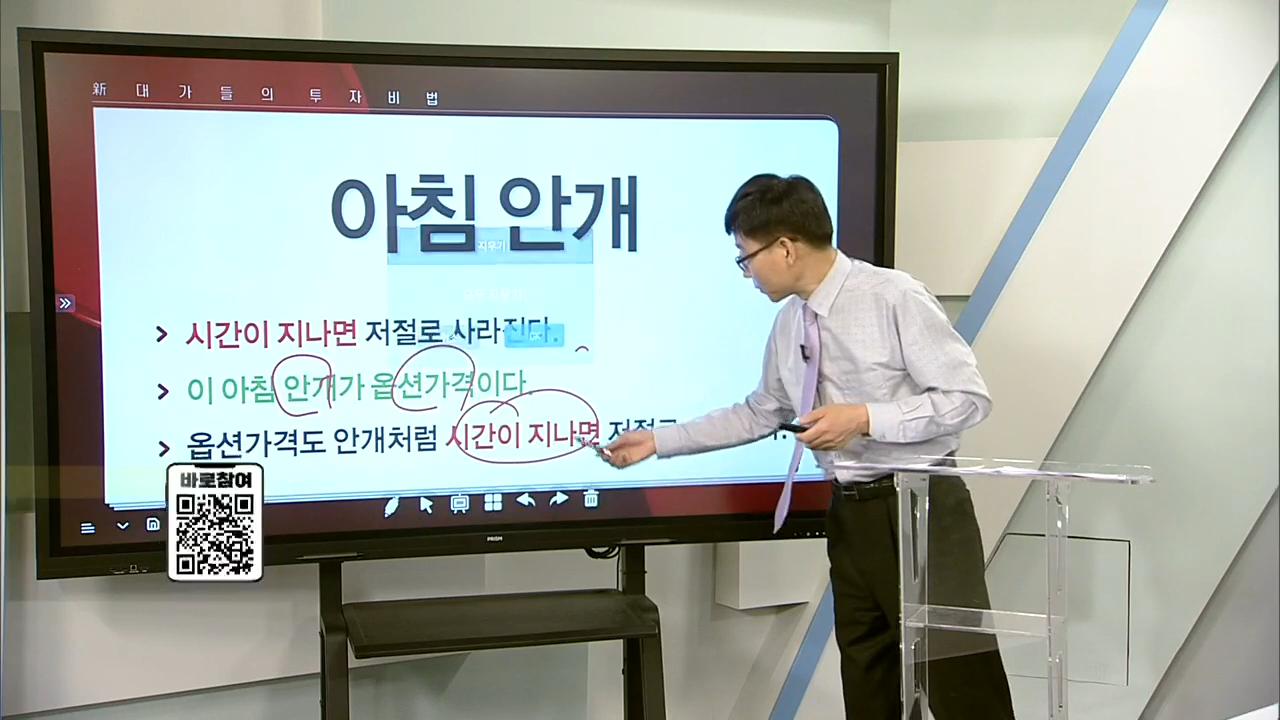 新 대가들의 투자비법
아침 안개
지우기
시간이 지나면 저절로 사라진다.
이 아침 안개가 옵션가격이다.
옵션가격도 안개처럼 시간이 지나면
바로참여
PRISM